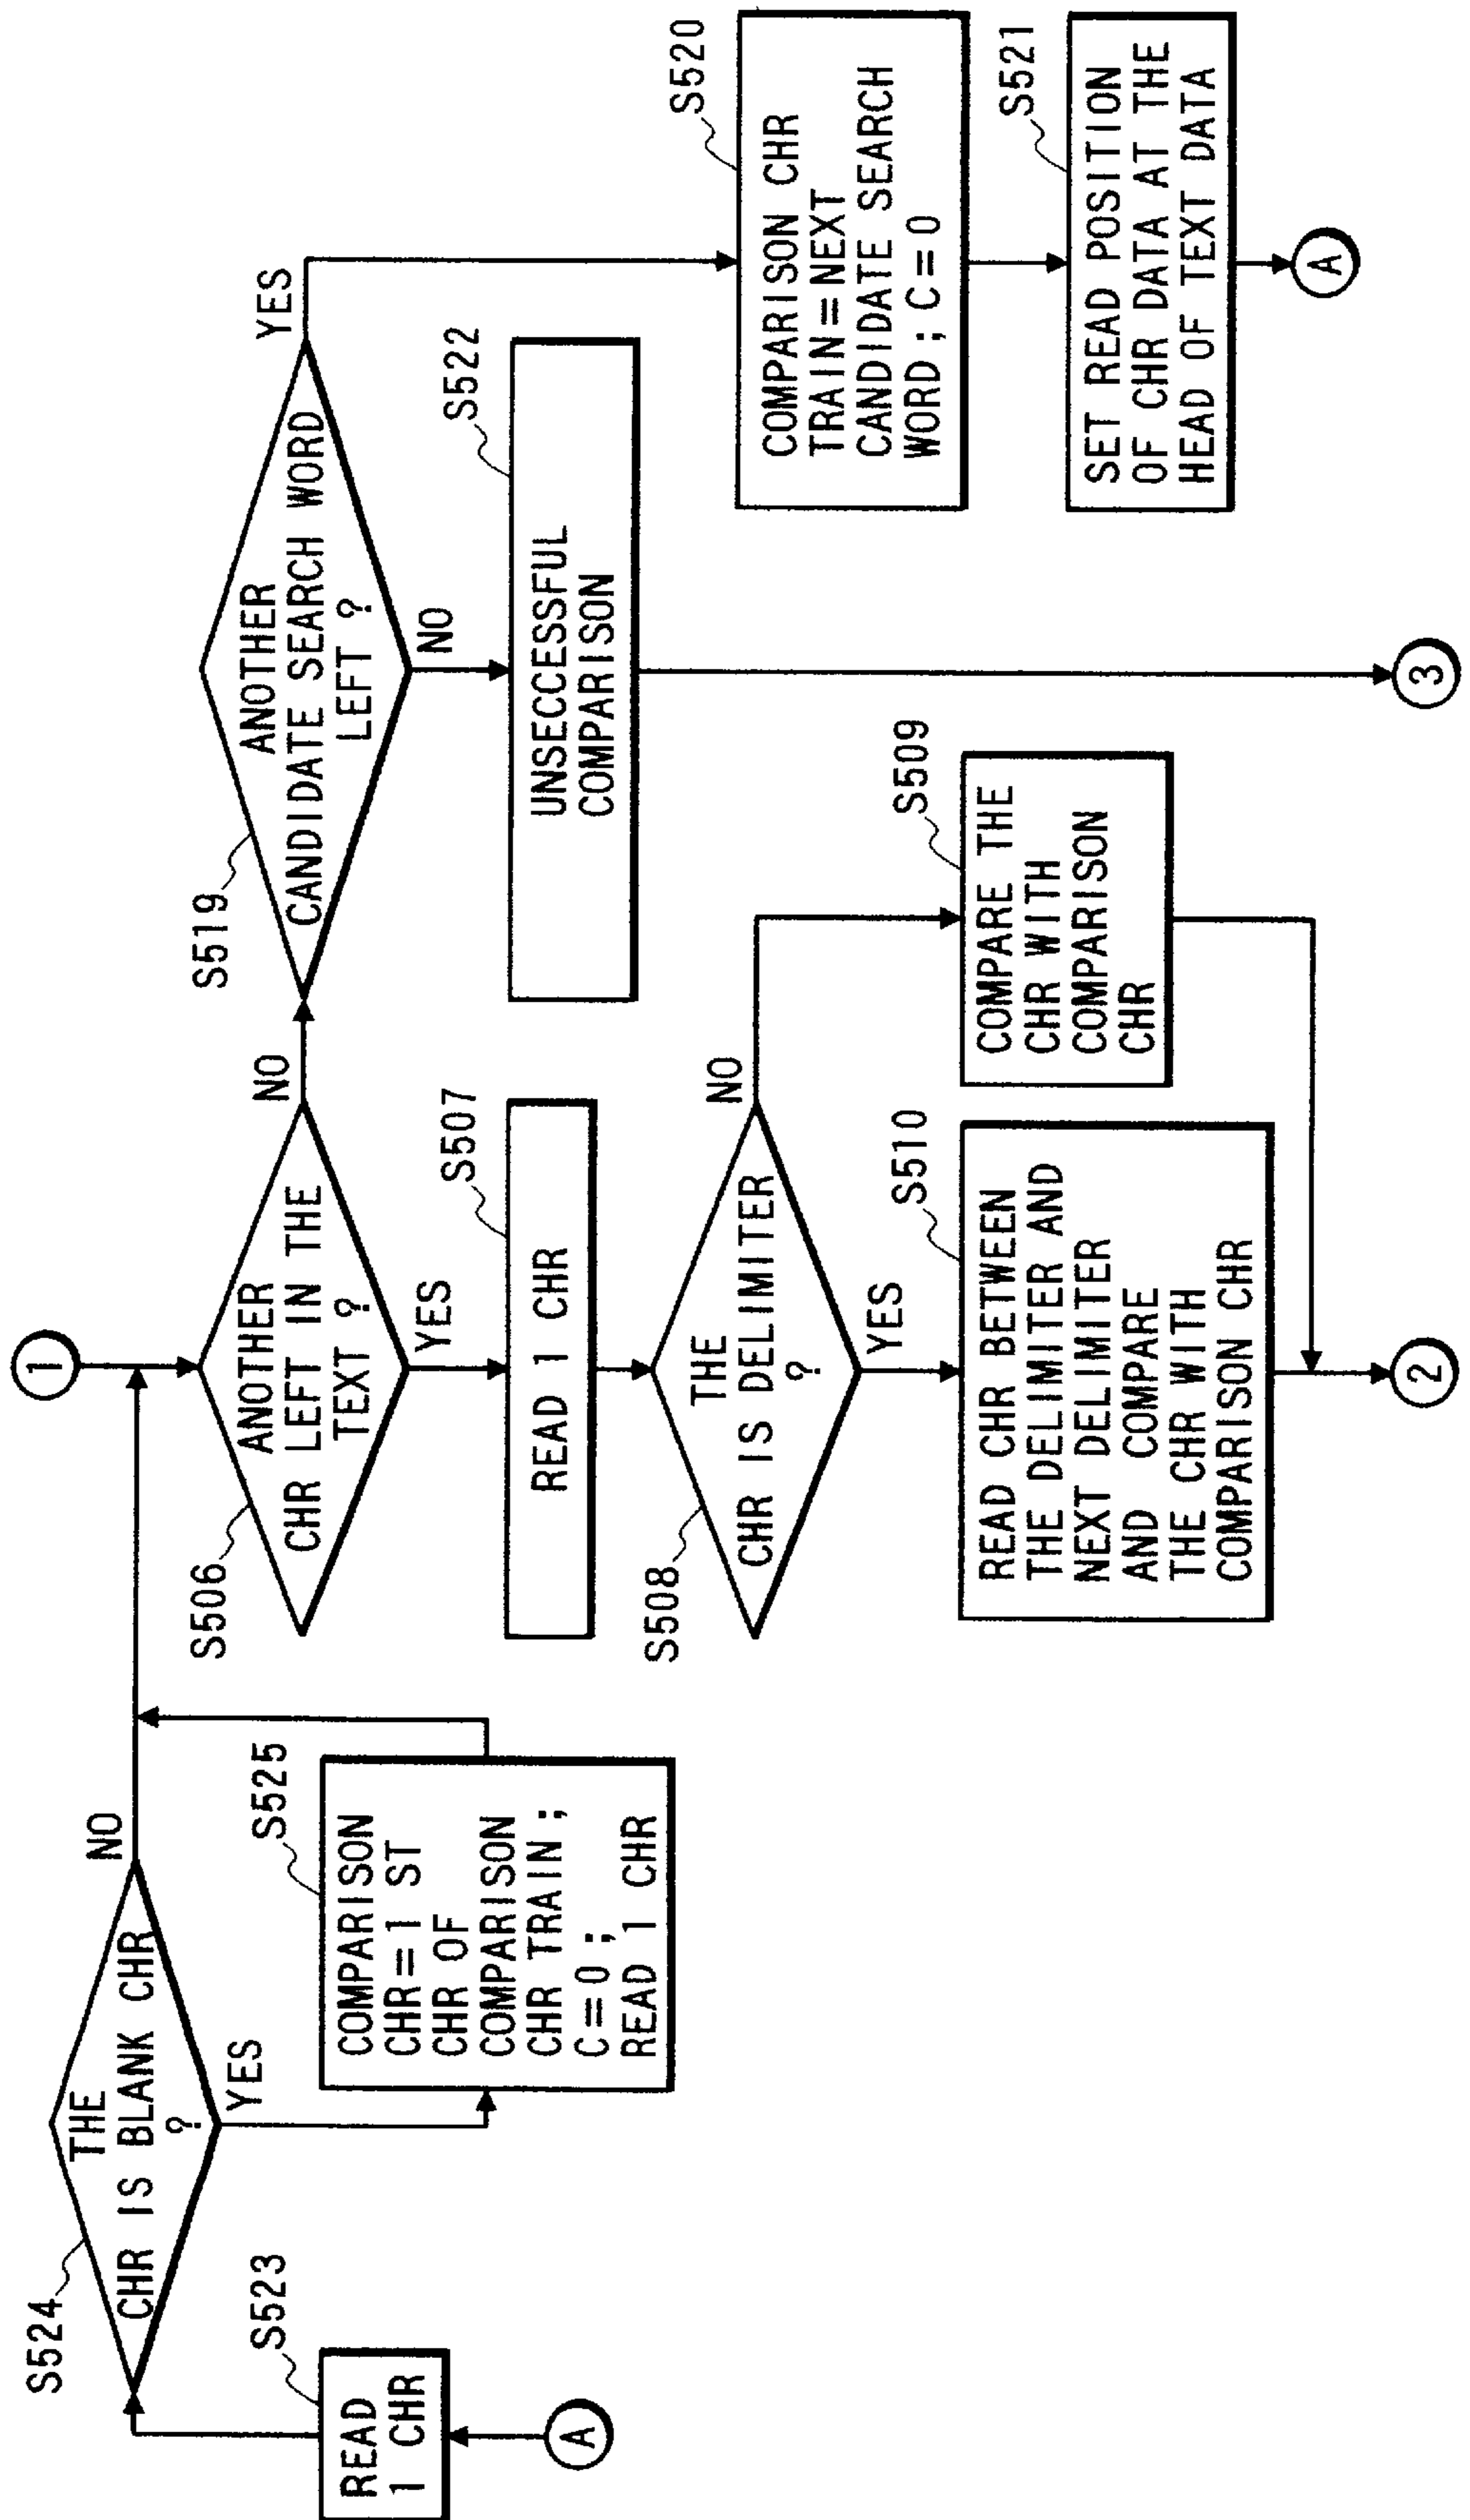 1
S524
THE
CHR IS BLANK CHR
?
NO
YES
S523
READ
1 CHR
A
S525
COMPARISON
CHR=1 ST
CHR OF
COMPARISON
CHR TRAIN;
C=0;
READ 1 CHR
S506
ANOTHER
CHR LEFT IN THE
TEXT ?
NO
YES
S507
READ 1 CHR
S508
THE
CHR IS DELIMITER
?
NO
YES
S510
READ CHR BETWEEN
THE DELIMITER AND
NEXT DELIMITER
AND COMPARE
THE CHR WITH
COMPARISON CHR
S509
COMPARE THE
CHR WITH
COMPARISON
CHR
2
S519
ANOTHER
CANDIDATE SEARCH WORD
LEFT ?
YES
NO
S522
UNSECCESSFUL
COMPARISON
3
S520
COMPARISON CHR
TRAIN=NEXT
CANDIDATE SEARCH
WORD ; C=0
S521
SET READ POSITION
OF CHR DATA AT THE
HEAD OF TEXT DATA
A